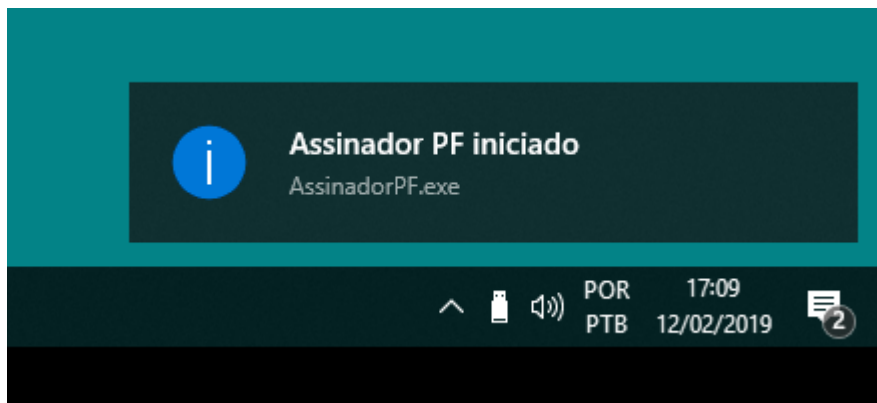 Assinador PF iniciado
AssinadorPF.exe
POR
PTB
17:09
12/02/2019
2